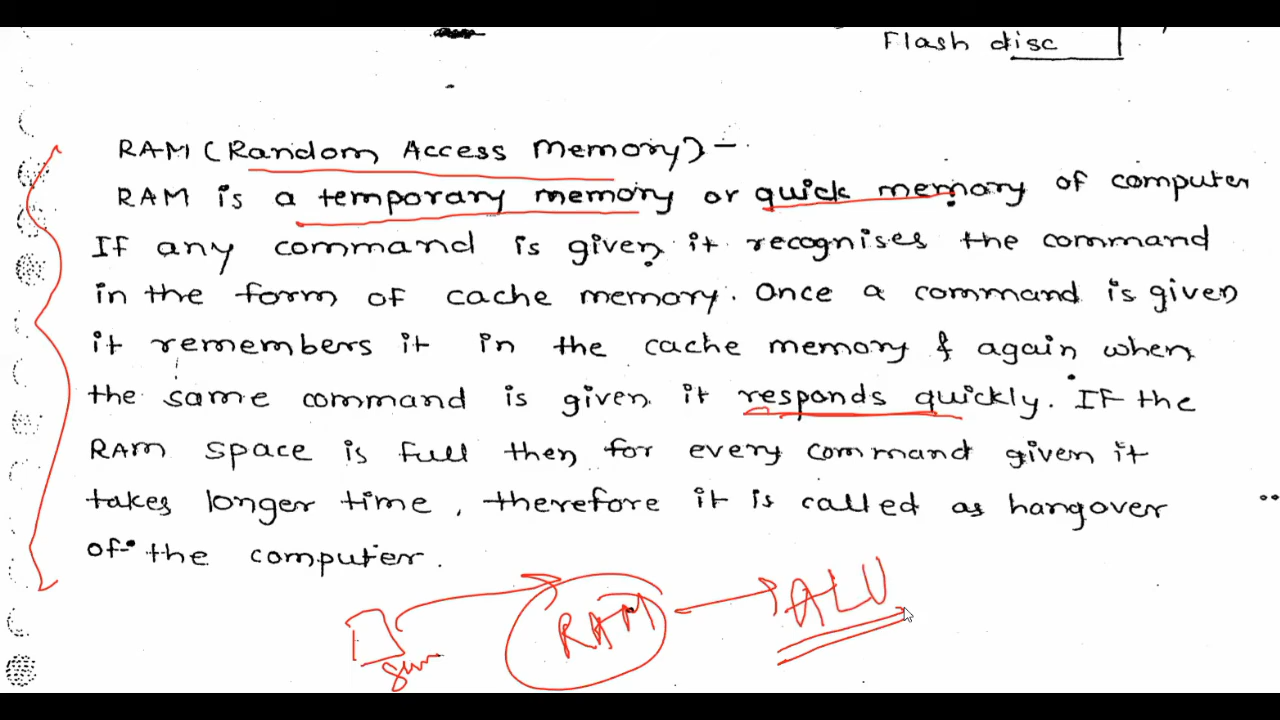 Flash disc
RAM (Random Access Memory) -
RAM is a temporary memory or quick memory of computer
If any command is given it recognises the command
in the form of cache memory. Once a command is given
it remembers it in the cache memory & again when
the same command is given it responds quickly. If the
RAM space is full then for every command given it
takes longer time, therefore it is called as hangover
of the computer.
RAM → ALU